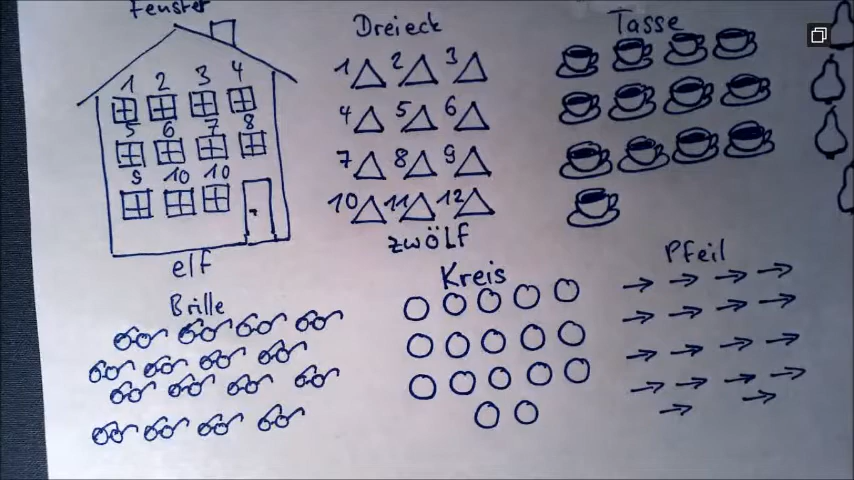 Fenster
1 2 3 4
5 6 7 8
9 10 10
elf
Dreieck
1 2 3
4 5 6
7 8 9
10 11 12
zwölf
Tasse
Brille
Kreis
Pfeil